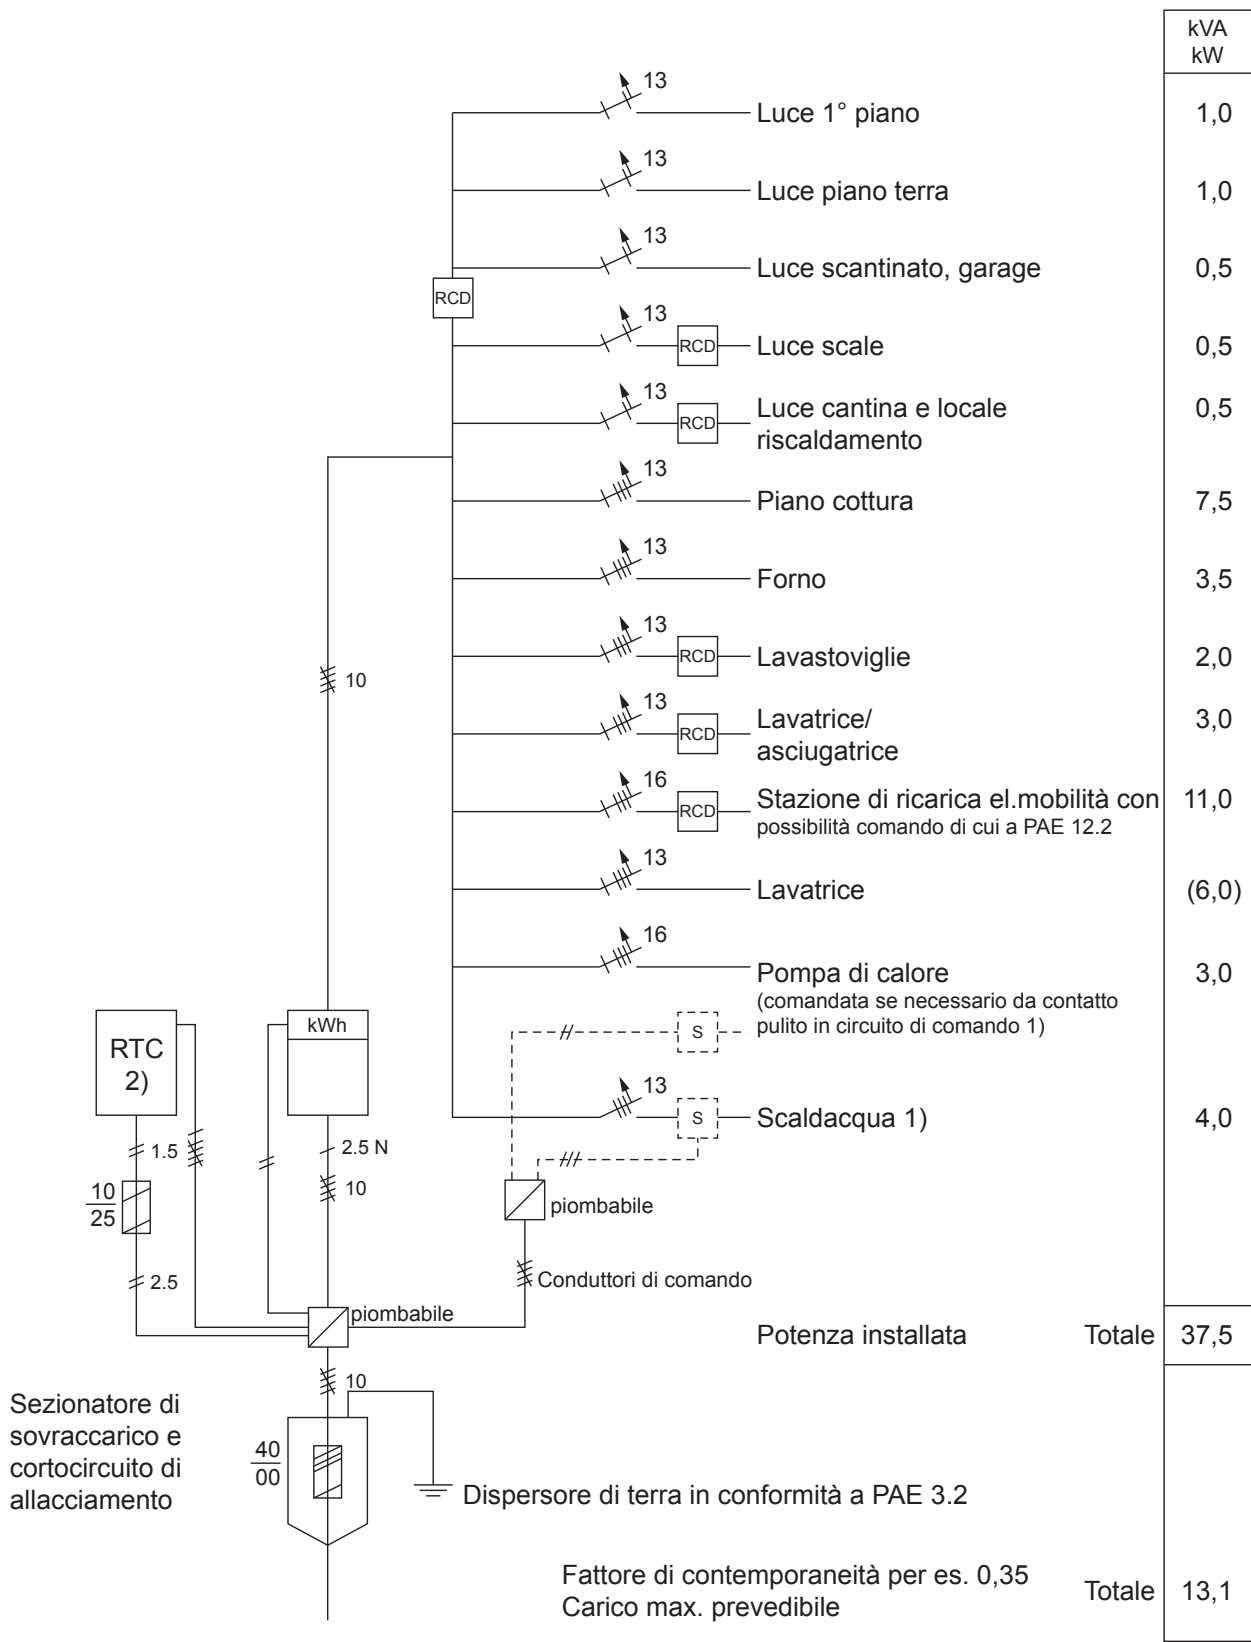 kVA
kW
13
Luce 1° piano 1,0
13
Luce piano terra 1,0
13
Luce scantinato, garage 0,5
RCD
13
RCD Luce scale 0,5
13
RCD Luce cantina e locale 0,5
riscaldamento
13
Piano cottura 7,5
13
Forno 3,5
13
RCD Lavastoviglie 2,0
10
13
RCD Lavatrice/ 3,0
asciugatrice
16
RCD Stazione di ricarica el.mobilità con 11,0
possibilità comando di cui a PAE 12.2
13
Lavatrice (6,0)
16
Pompa di calore 3,0
(comandata se necessario da contatto
pulito in circuito di comando 1)
S
RTC
2)
kWh
13
S Scaldacqua 1) 4,0
1.5
2.5 N
10
25
10
piombabile
2.5
Conduttori di comando
piombabile
Potenza installata Totale 37,5
10
Sezionatore di
sovraccarico e
cortocircuito di
allacciamento
40
00
Dispersore di terra in conformità a PAE 3.2
Fattore di contemporaneità per es. 0,35
Carico max. prevedibile
Totale 13,1